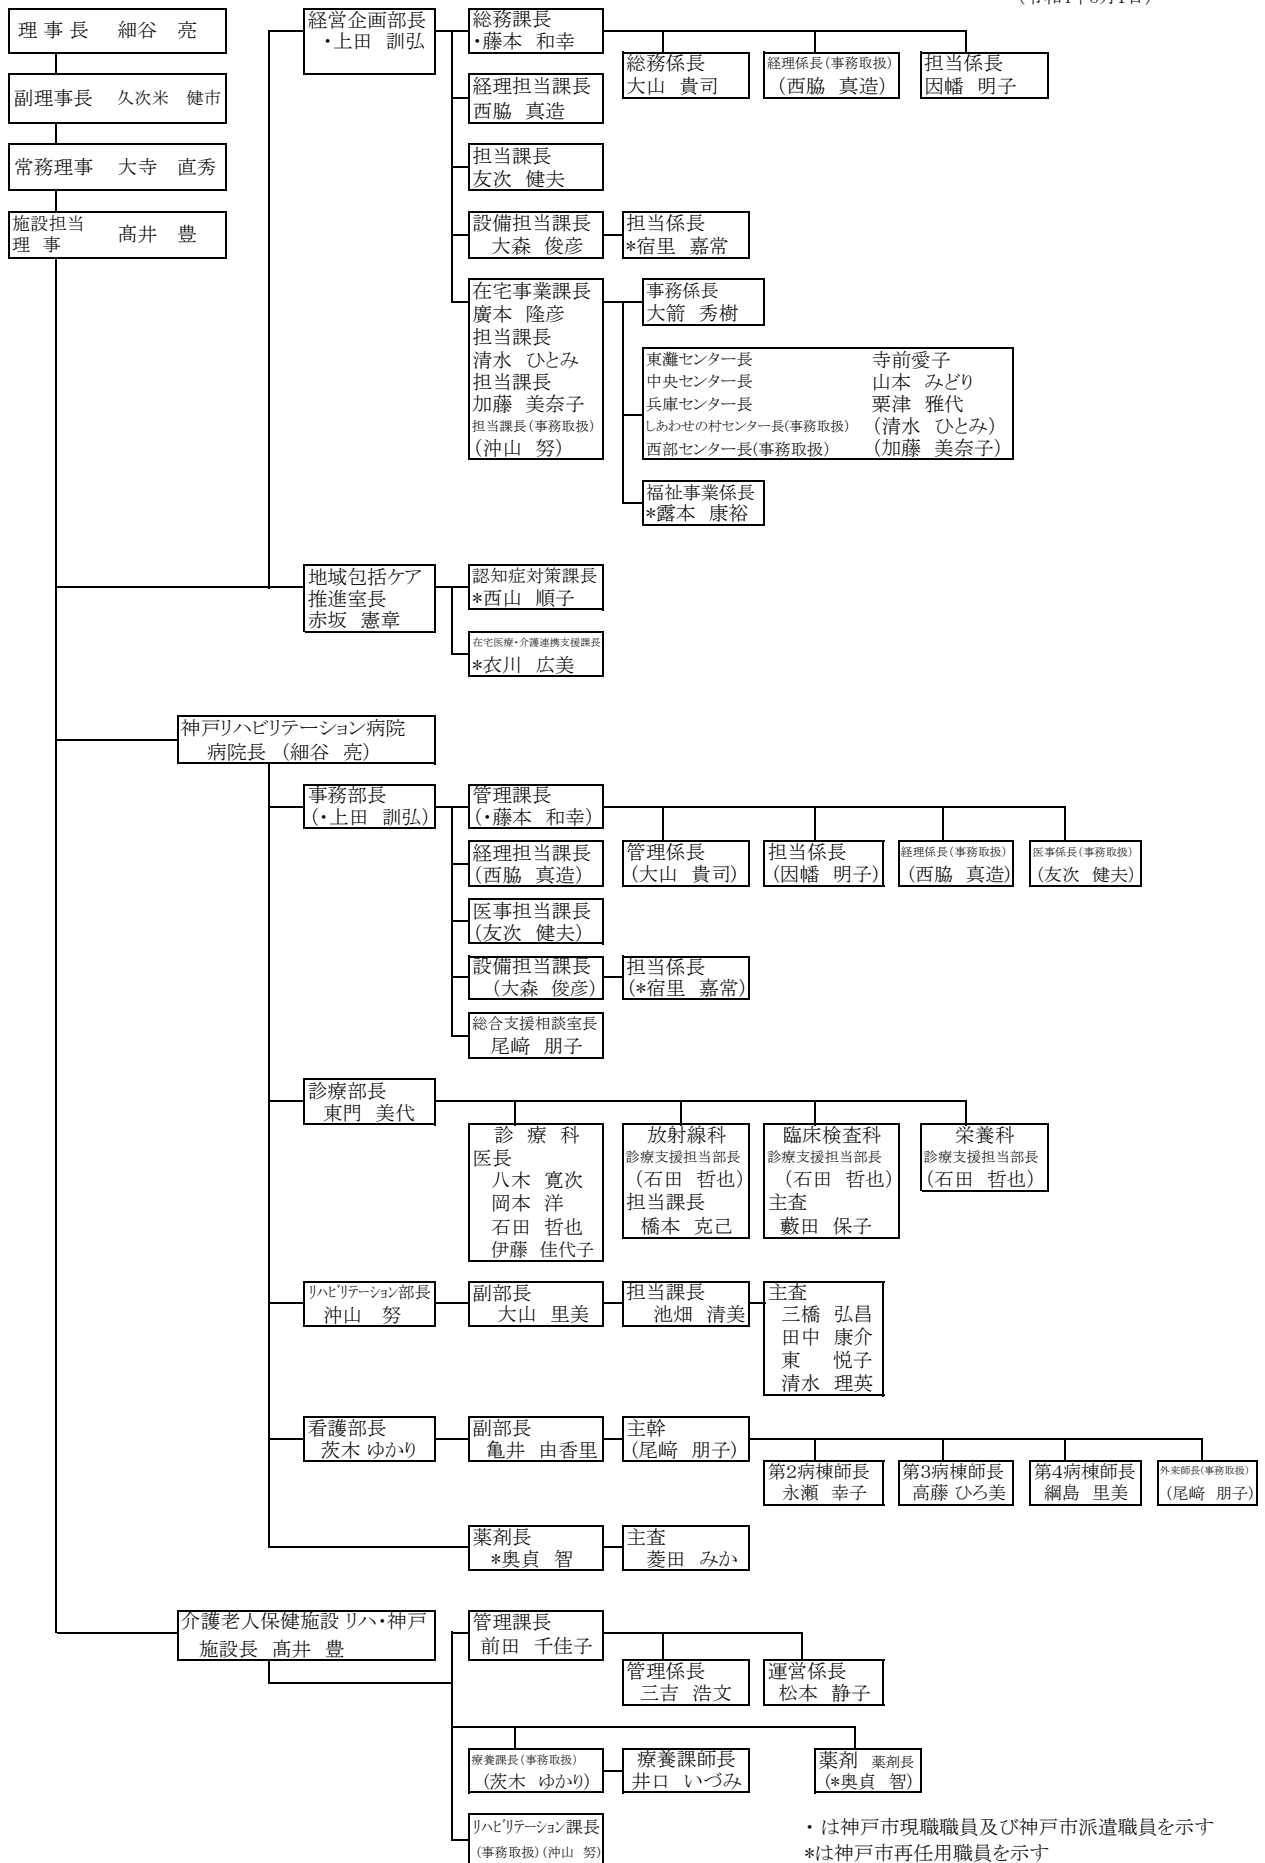 理 事 長　細谷　亮
副理事長　久次米　健市
常務理事　大寺　直秀
施設担当
理　事　髙井　豊
経営企画部長
・上田　訓弘
総務課長
・藤本　和幸
総務係長
大山　貴司
経理係長(事務取扱)
(西脇　真造)
担当係長
因幡　明子
経理担当課長
西脇　真造
担当課長
友次　健夫
設備担当課長
大森　俊彦
担当係長
*宿里　嘉常
在宅事業課長
廣本　隆彦
担当課長
清水　ひとみ
担当課長
加藤　美奈子
担当課長(事務取扱)
(沖山　努)
事務係長
大箭　秀樹
東灘センター長　寺前愛子
中央センター長　山本　みどり
兵庫センター長　粟津　雅代
しあわせの村センター長(事務取扱)　(清水　ひとみ)
西部センター長(事務取扱)　(加藤　美奈子)
福祉事業係長
*露本　康裕
地域包括ケア
推進室長
赤坂　憲章
認知症対策課長
*西山　順子
在宅医療・介護連携支援課長
*衣川　広美
神戸リハビリテーション病院
病院長　(細谷　亮)
事務部長
(・上田　訓弘)
管理課長
(・藤本　和幸)
管理係長
(大山　貴司)
担当係長
(因幡　明子)
経理係長(事務取扱)
(西脇　真造)
医事係長(事務取扱)
(友次　健夫)
経理担当課長
(西脇　真造)
医事担当課長
(友次　健夫)
設備担当課長
(大森　俊彦)
担当係長
(*宿里　嘉常)
総合支援相談室長
尾﨑　朋子
診療部長
東門　美代
診　療　科
医長
八木　寛次
岡本　洋
石田　哲也
伊藤　佳代子
放射線科
診療支援担当部長
(石田　哲也)
担当課長
橋本　克己
臨床検査科
診療支援担当部長
(石田　哲也)
主査
藪田　保子
栄養科
診療支援担当部長
(石田　哲也)
ﾘﾊﾋﾞﾘﾃｰｼｮﾝ部長
沖山　努
副部長
大山　里美
担当課長
池畑　清美
主査
三橋　弘昌
田中　康介
東　　悦子
清水　理英
看護部長
茨木 ゆかり
副部長
亀井　由香里
主幹
(尾﨑　朋子)
第2病棟師長
永瀬　幸子
第3病棟師長
高藤 ひろ美
第4病棟師長
綱島　里美
外来師長(事務取扱)
(尾﨑　朋子)
薬剤長
*奥貞　智
主査
菱田　みか
介護老人保健施設 リハ・神戸
施設長　髙井　豊
管理課長
前田　千佳子
管理係長
三吉　浩文
運営係長
松本　静子
療養課長(事務取扱)
(茨木　ゆかり)
療養課師長
井口　いづみ
薬剤　薬剤長
(*奥貞　智)
ﾘﾊﾋﾞﾘﾃｰｼｮﾝ課長
(事務取扱)(沖山　努)
・は神戸市現職職員及び神戸市派遣職員を示す
*は神戸市再任用職員を示す